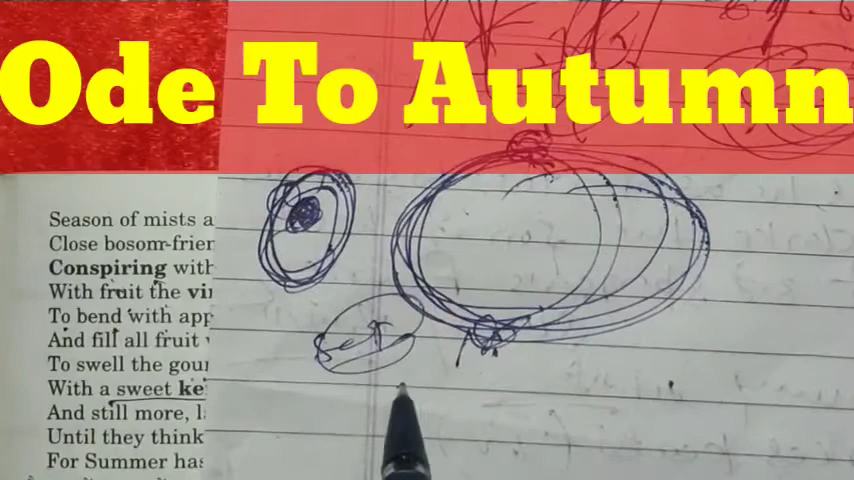 Ode To Autumn
Season of mists a
Close bosom-frien
Conspiring with
With fruit the vi
To bend with app
And fill all fruit
To swell the gour
With a sweet ke
And still more, l
Until they think
For Summer has